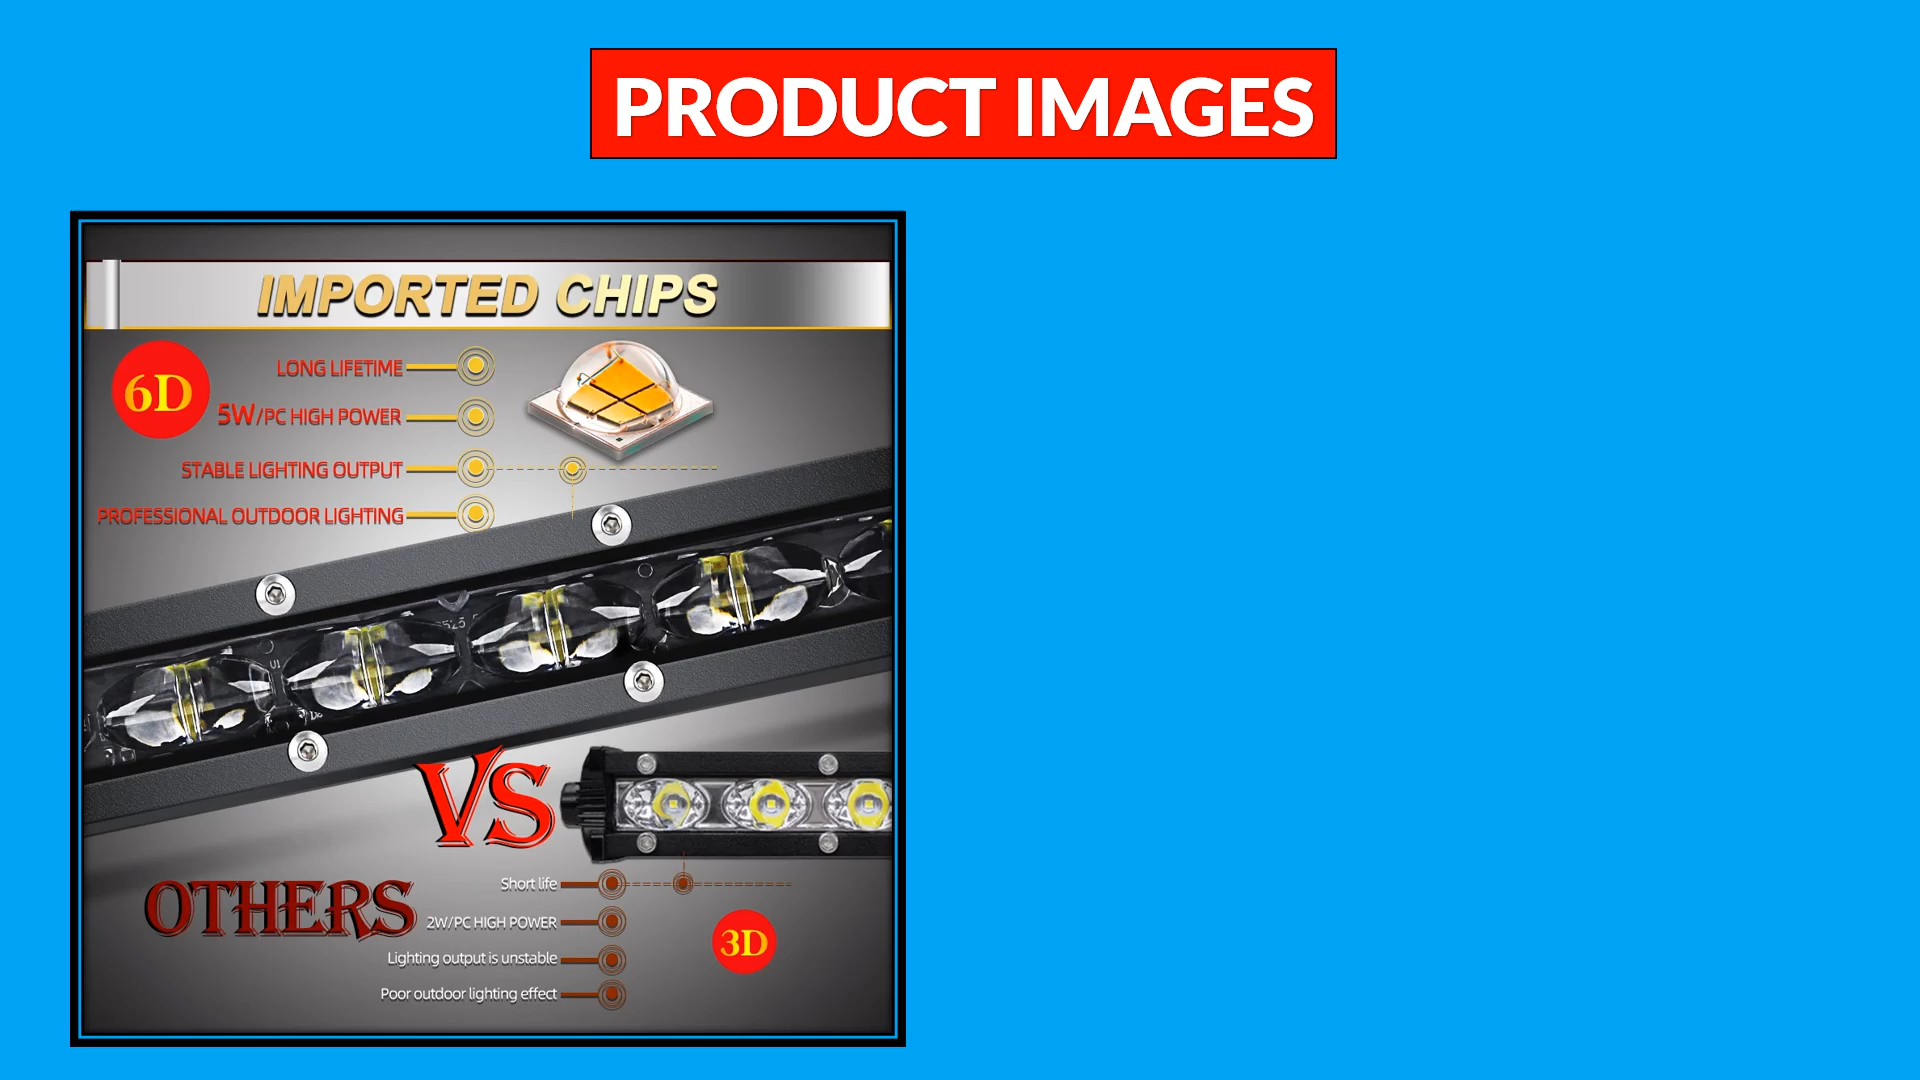 PRODUCT IMAGES
IMPORTED CHIPS
6D
LONG LIFETIME
5W/PC HIGH POWER
STABLE LIGHTING OUTPUT
PROFESSIONAL OUTDOOR LIGHTING
VS
OTHERS
Short life
2W/PC HIGH POWER
Lighting output is unstable
Poor outdoor lighting effect
3D